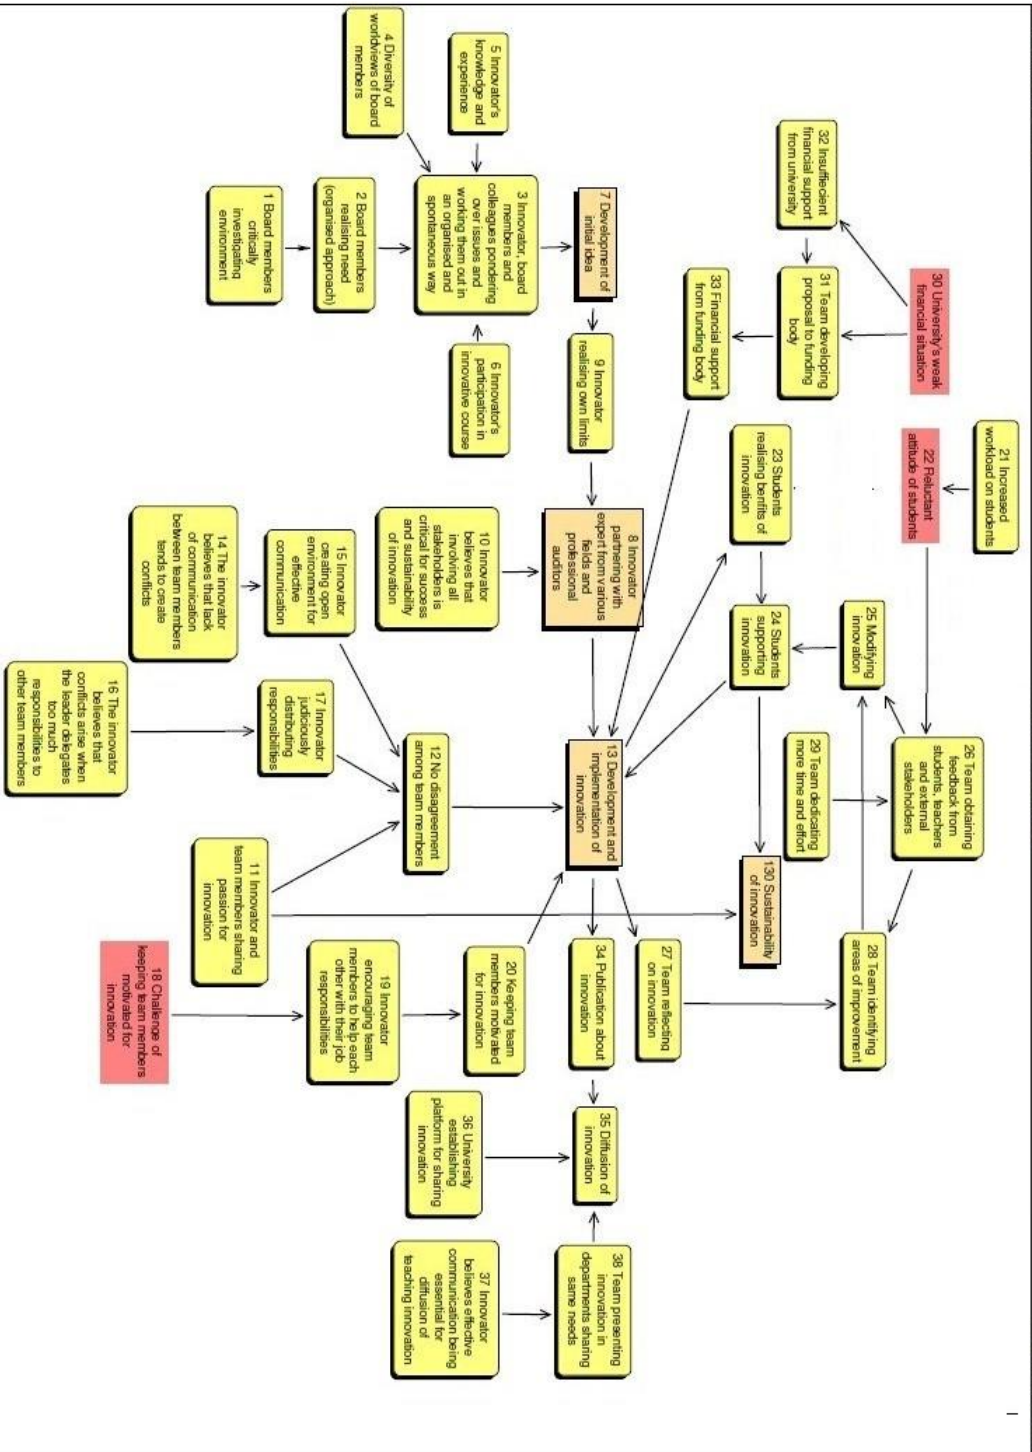 21 Increased
workload on students
30 University's weak
financial situation
22 Reluctant
attitude of students
26 Team obtaining
feedback from
students, teachers
and external
stakeholders
32 Insuffiecient
financial support
from university
31 Team developing
proposal to funding
body
25 Modifying
innovation
28 Team identifying
areas of improvement
29 Team dedicating
more time and effort
33 Financial support
from funding body
23 Students
realising benefits of
innovation
24 Students
supporting
innovation
130 Sustainability
of innovation
27 Team reflecting
on innovation
7 Development of
initial idea
9 Innovator
realising own limits
8 Innovator
partnering with
expert from various
fields and
professional
auditors
13 Development and
implementation of
innovation
34 Publication about
innovation
35 Diffusion of
innovation
38 Team presenting
innovation in
departments sharing
same needs
5 Innovator's
knowledge and
experience
3 Innovator, board
members and
colleagues pondering
over issues and
working them out in
an organised and
spontaneous way
6 Innovator's
participation in
innovative course
10 Innovator
believes that
involving all
stakeholders is
critical for success
and sustainability
of innovation
12 No disagreement
among team members
20 Keeping team
members motivated
for innovation
36 University
establishing
platform for sharing
innovation
37 Innovator
believes effective
communication being
essential for
diffusion of
teaching innovation
4 Diversity of
worldviews of board
members
2 Board members
realising need
(organised approach)
15 Innovator
creating open
environment for
effective
communication
17 Innovator
judiciously
distributing
responsibilities
19 Innovator
encouraging team
members to help each
other with their job
responsibilities
1 Board members
critically
investigating
environment
14 The innovator
believes that lack
of communication
between team members
tends to create
conflicts
11 Innovator and
team members sharing
passion for
innovation
16 The innovator
believes that
conflicts arise when
the leader delegates
too much
responsibilities to
other team members
18 Challenge of
keeping team members
motivated for
innovation